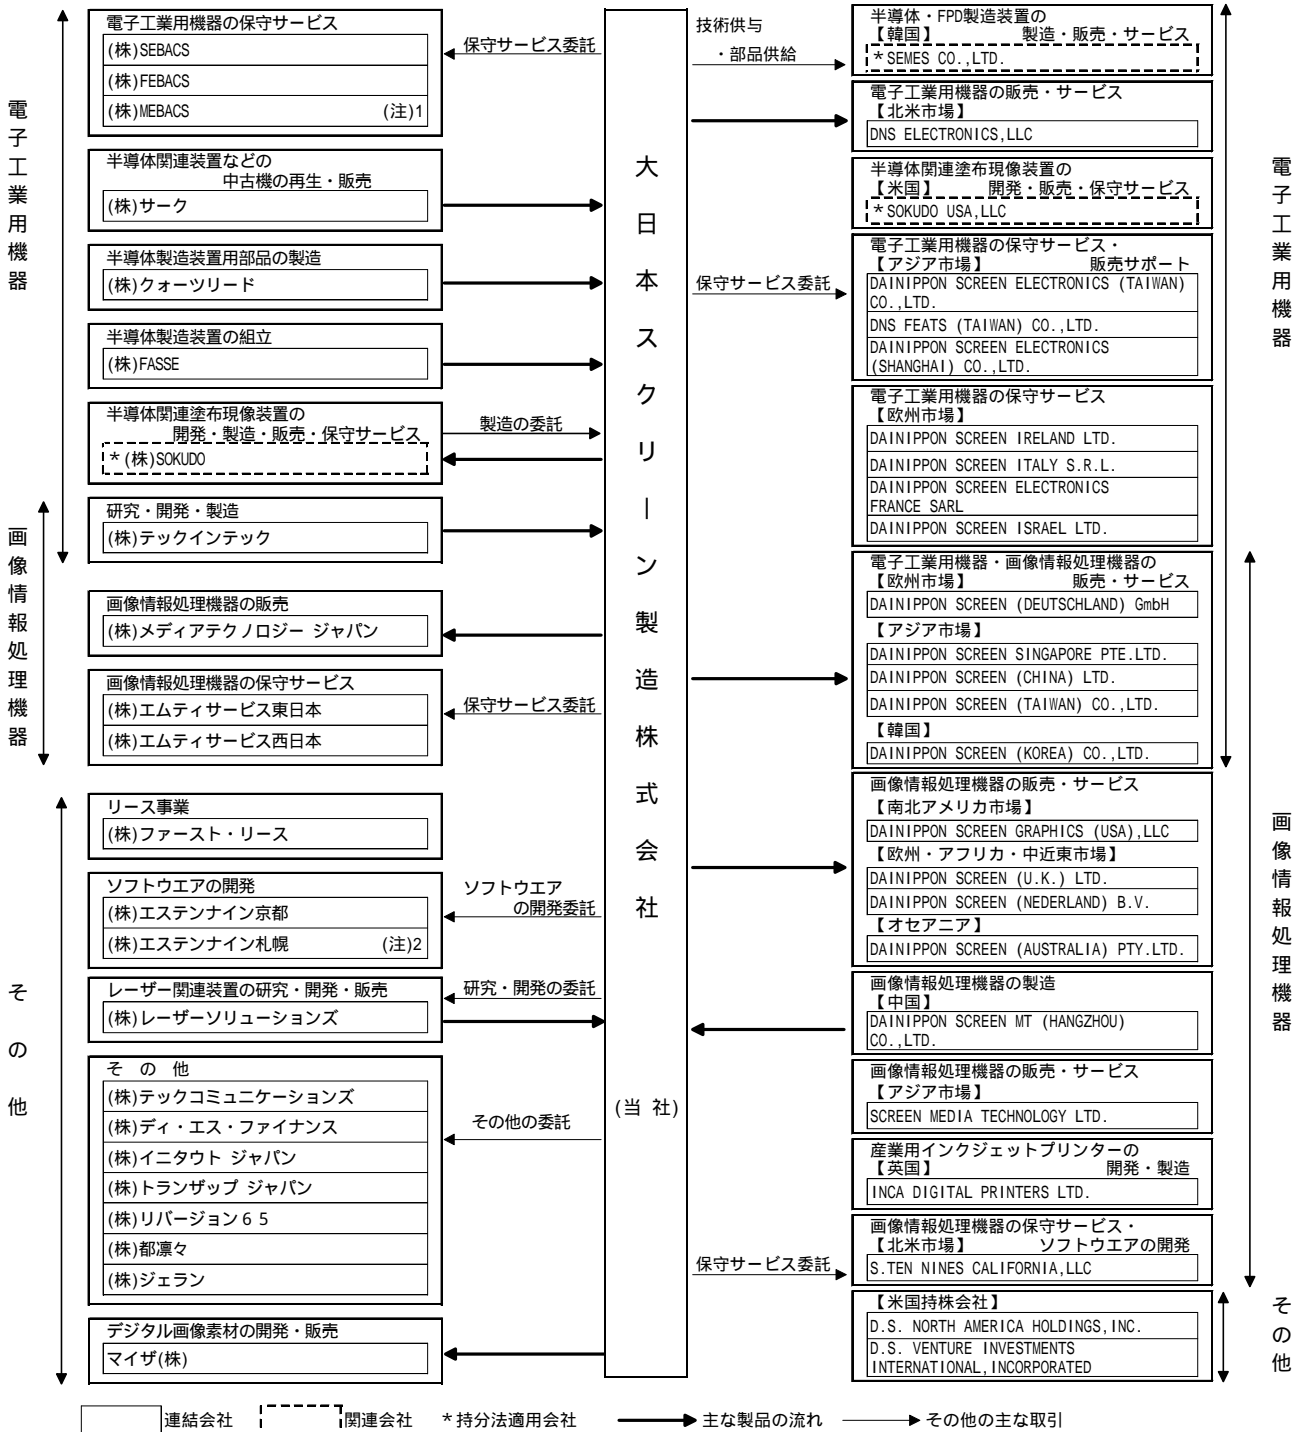 電子工業用機器
画像情報処理機器
その他
電子工業用機器の保守サービス
(株)SEBACS
(株)FEBACS
(株)MEBACS (注)1
保守サービス委託
半導体関連装置などの
中古機の再生・販売
(株)サーク
半導体製造装置用部品の製造
(株)クォーツリード
半導体製造装置の組立
(株)FASSE
半導体関連塗布現像装置の
開発・製造・販売・保守サービス
*(株)SOKUDO
製造の委託
研究・開発・製造
(株)テックインテック
画像情報処理機器の販売
(株)メディアテクノロジー ジャパン
画像情報処理機器の保守サービス
(株)エムティサービス東日本
(株)エムティサービス西日本
保守サービス委託
リース事業
(株)ファースト・リース
ソフトウエアの開発
(株)エステンナイン京都
(株)エステンナイン札幌 (注)2
ソフトウエア
の開発委託
レーザー関連装置の研究・開発・販売
(株)レーザーソリューションズ
研究・開発の委託
そ の 他
(株)テックコミュニケーションズ
(株)ディ・エス・ファイナンス
(株)イニタウト ジャパン
(株)トランザップ ジャパン
(株)リバージョン65
(株)都凛々
(株)ジェラン
その他の委託
デジタル画像素材の開発・販売
マイザ(株)
大日本スクリーン製造株式会社
(当 社)
技術供与
・部品供給
半導体・FPD製造装置の
【韓国】 製造・販売・サービス
*SEMES CO.,LTD.
電子工業用機器の販売・サービス
【北米市場】
DNS ELECTRONICS,LLC
半導体関連塗布現像装置の
【米国】 開発・販売・保守サービス
*SOKUDO USA,LLC
保守サービス委託
電子工業用機器の保守サービス・
【アジア市場】 販売サポート
DAINIPPON SCREEN ELECTRONICS (TAIWAN)
CO.,LTD.
DNS FEATS (TAIWAN) CO.,LTD.
DAINIPPON SCREEN ELECTRONICS
(SHANGHAI) CO.,LTD.
電子工業用機器の保守サービス
【欧州市場】
DAINIPPON SCREEN IRELAND LTD.
DAINIPPON SCREEN ITALY S.R.L.
DAINIPPON SCREEN ELECTRONICS
FRANCE SARL
DAINIPPON SCREEN ISRAEL LTD.
電子工業用機器・画像情報処理機器の
【欧州市場】 販売・サービス
DAINIPPON SCREEN (DEUTSCHLAND) GmbH
【アジア市場】
DAINIPPON SCREEN SINGAPORE PTE.LTD.
DAINIPPON SCREEN (CHINA) LTD.
DAINIPPON SCREEN (TAIWAN) CO.,LTD.
【韓国】
DAINIPPON SCREEN (KOREA) CO.,LTD.
画像情報処理機器の販売・サービス
【南北アメリカ市場】
DAINIPPON SCREEN GRAPHICS (USA),LLC
【欧州・アフリカ・中近東市場】
DAINIPPON SCREEN (U.K.) LTD.
DAINIPPON SCREEN (NEDERLAND) B.V.
【オセアニア】
DAINIPPON SCREEN (AUSTRALIA) PTY.LTD.
画像情報処理機器の製造
【中国】
DAINIPPON SCREEN MT (HANGZHOU)
CO.,LTD.
画像情報処理機器の販売・サービス
【アジア市場】
SCREEN MEDIA TECHNOLOGY LTD.
産業用インクジェットプリンターの
【英国】 開発・製造
INCA DIGITAL PRINTERS LTD.
保守サービス委託
画像情報処理機器の保守サービス・
【北米市場】 ソフトウエアの開発
S.TEN NINES CALIFORNIA,LLC
【米国持株会社】
D.S. NORTH AMERICA HOLDINGS,INC.
D.S. VENTURE INVESTMENTS
INTERNATIONAL,INCORPORATED
電子工業用機器
画像情報処理機器
その他
連結会社 関連会社 *持分法適用会社 主な製品の流れ その他の主な取引